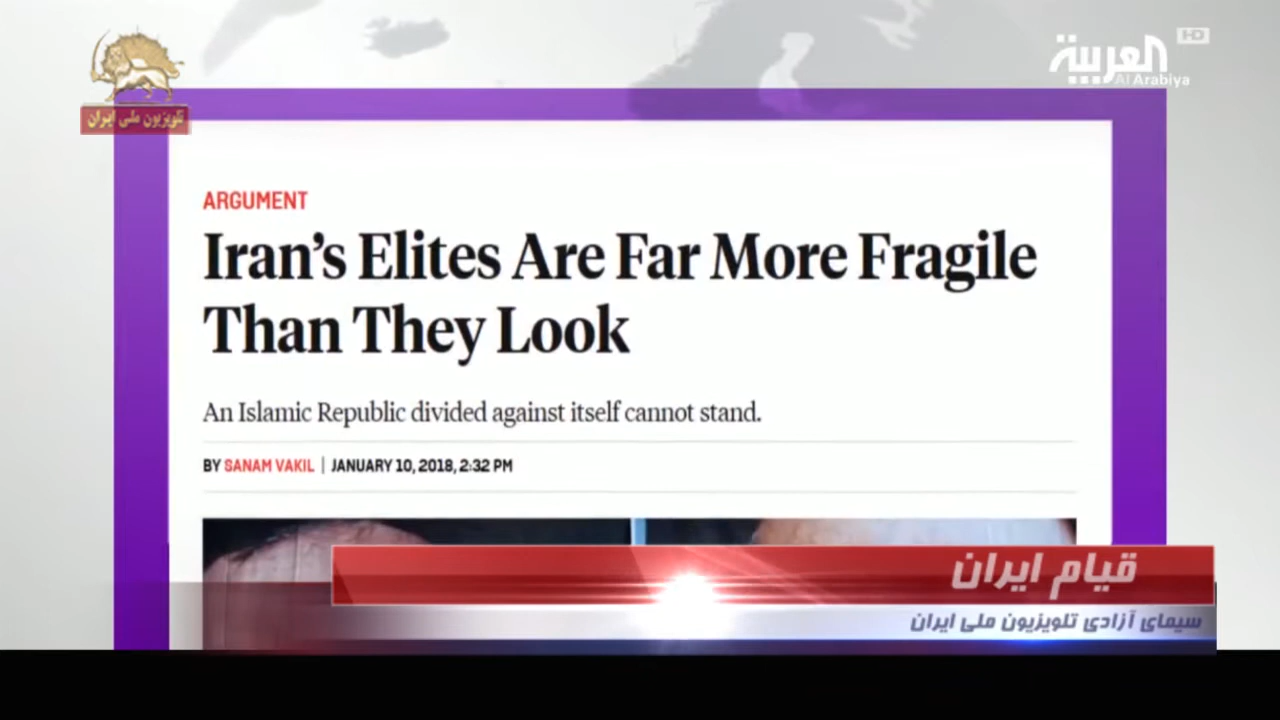 تلویزیون ملی ایران
العربية HD
Al Arabiya
ARGUMENT
Iran's Elites Are Far More Fragile
Than They Look
An Islamic Republic divided against itself cannot stand.
BY SANAM VAKIL | JANUARY 10, 2018, 2:32 PM
قیام ایران
سیمای آزادی تلویزیون ملی ایران